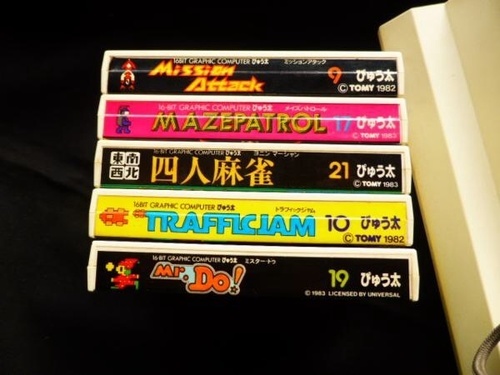 16BIT GRAPHIC COMPUTER ぴゅう太 ミッションアタック
Mission Attack 9 ぴゅう太
© TOMY 1982
16-BIT GRAPHIC COMPUTER ぴゅう太 メイズパトロール
MAZEPATROL 17 ぴゅう太
© TOMY 1983
16-BIT GRAPHIC COMPUTER ぴゅう太 ヨニン マージャン
東南西北 四人麻雀 21 ぴゅう太
© TOMY 1983
16BIT GRAPHIC COMPUTER ぴゅう太 トラフィックジャム
TRAFFIC JAM 10 ぴゅう太
© TOMY 1982
16-BIT GRAPHIC COMPUTER ぴゅう太 ミスタードゥ
Mr. Do! 19 ぴゅう太
© 1983 LICENSED BY UNIVERSAL